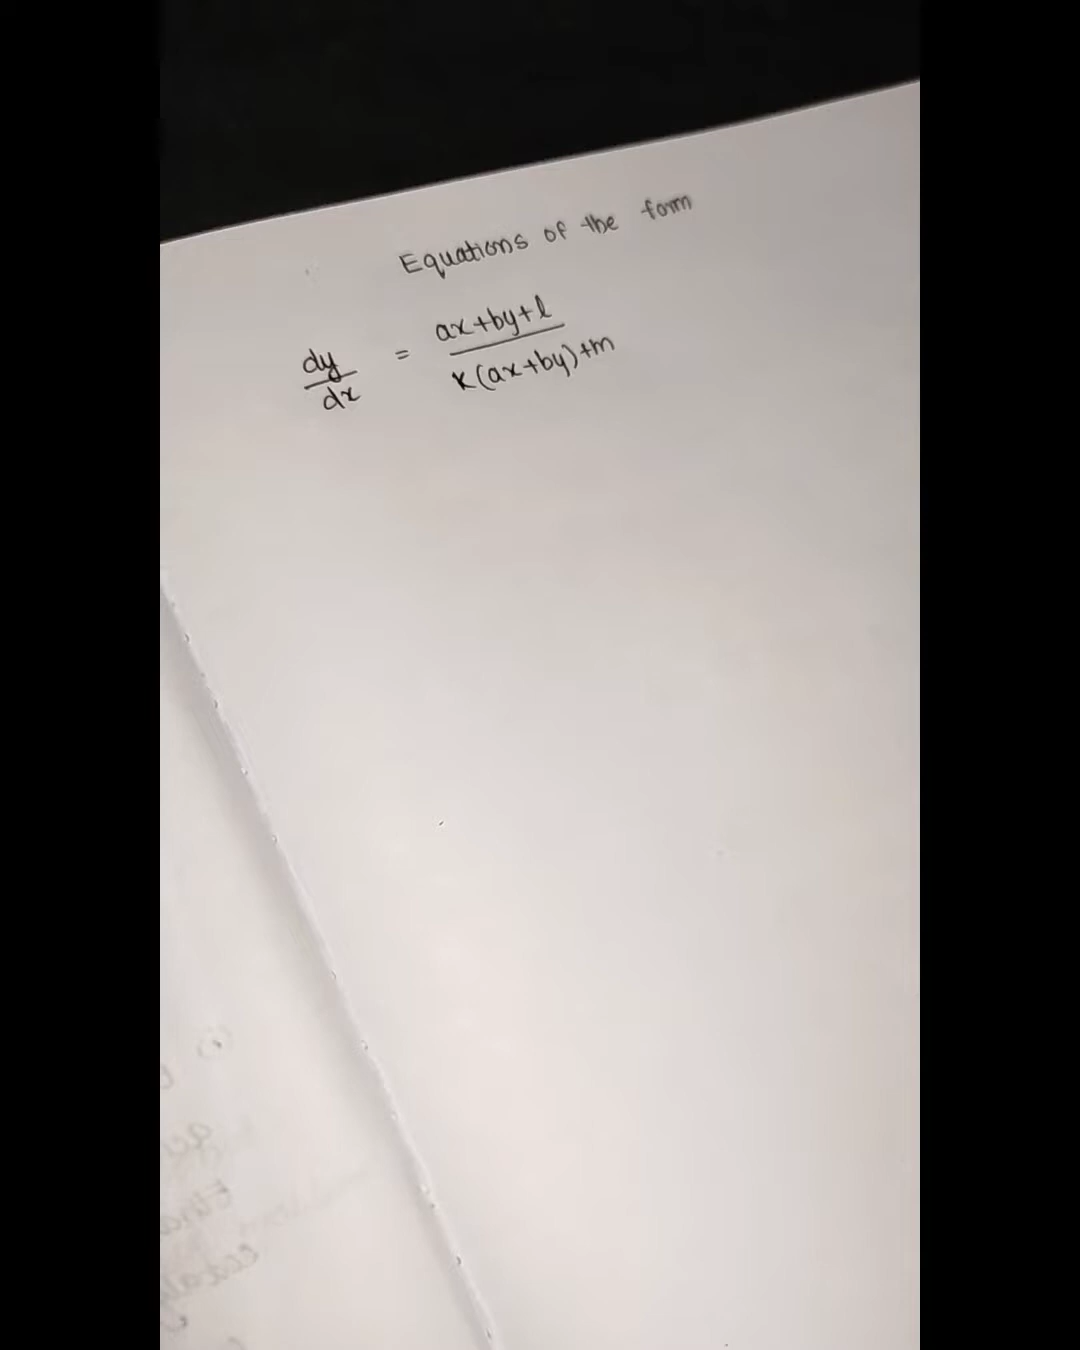 Equations of the form
dy/dx = ax+by+l / k(ax+by)+m